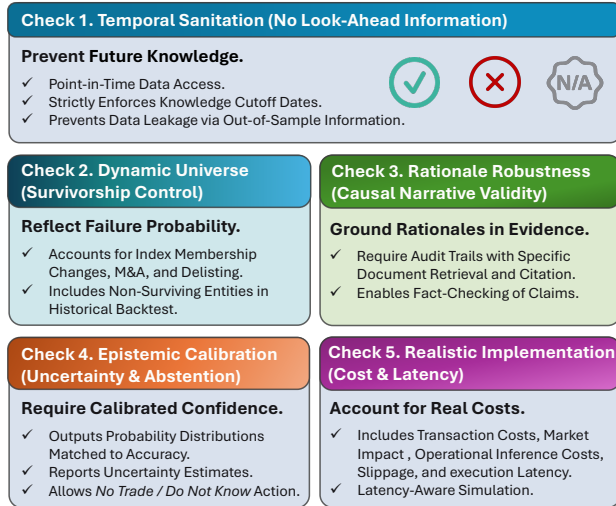 Check 1. Temporal Sanitation (No Look-Ahead Information)
Prevent Future Knowledge.
✓ Point-in-Time Data Access.
✓ Strictly Enforces Knowledge Cutoff Dates.
✓ Prevents Data Leakage via Out-of-Sample Information.
N/A
Check 2. Dynamic Universe
(Survivorship Control)
Reflect Failure Probability.
✓ Accounts for Index Membership
Changes, M&A, and Delisting.
✓ Includes Non-Surviving Entities in
Historical Backtest.
Check 3. Rationale Robustness
(Causal Narrative Validity)
Ground Rationales in Evidence.
✓ Require Audit Trails with Specific
Document Retrieval and Citation.
✓ Enables Fact-Checking of Claims.
Check 4. Epistemic Calibration
(Uncertainty & Abstention)
Require Calibrated Confidence.
✓ Outputs Probability Distributions
Matched to Accuracy.
✓ Reports Uncertainty Estimates.
✓ Allows No Trade / Do Not Know Action.
Check 5. Realistic Implementation
(Cost & Latency)
Account for Real Costs.
✓ Includes Transaction Costs, Market
Impact , Operational Inference Costs,
Slippage, and execution Latency.
✓ Latency-Aware Simulation.